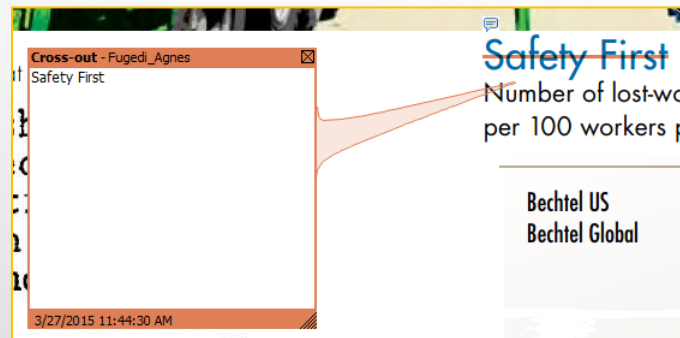 Cross-out - Fugedi_Agnes
Safety First
3/27/2015 11:44:30 AM
Safety First
Number of lost-wo
per 100 workers p
Bechtel US
Bechtel Global